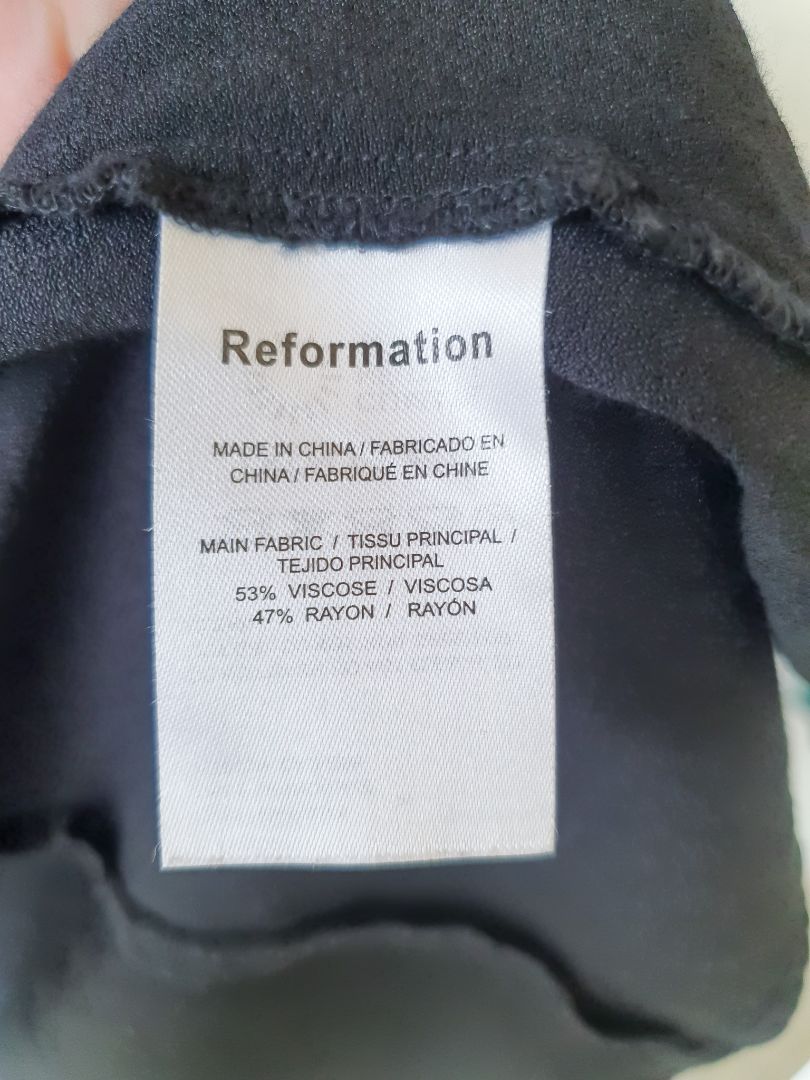 Reformation
MADE IN CHINA / FABRICADO EN
CHINA / FABRIQUÉ EN CHINE
MAIN FABRIC / TISSU PRINCIPAL /
TEJIDO PRINCIPAL
53% VISCOSE / VISCOSA
47% RAYON / RAYÓN